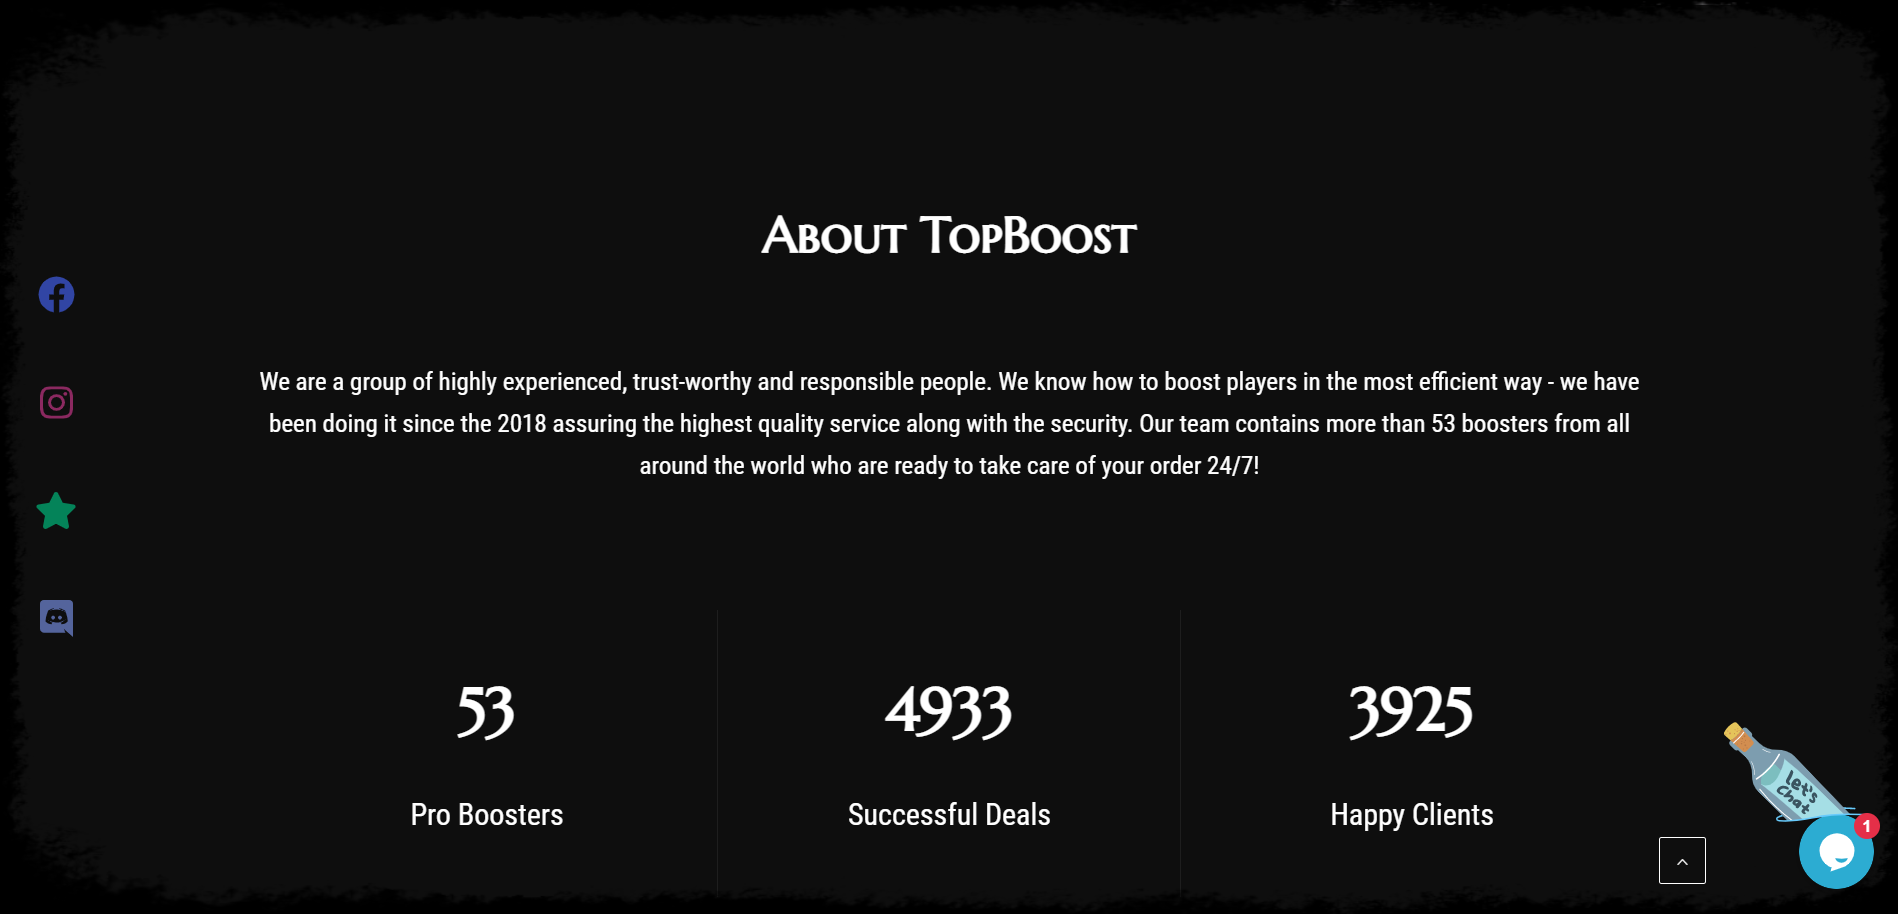 About TopBoost
We are a group of highly experienced, trust-worthy and responsible people. We know how to boost players in the most efficient way - we have
been doing it since the 2018 assuring the highest quality service along with the security. Our team contains more than 53 boosters from all
around the world who are ready to take care of your order 24/7!
53
4933
3925
Pro Boosters
Successful Deals
Happy Clients
Let's
Chat
1